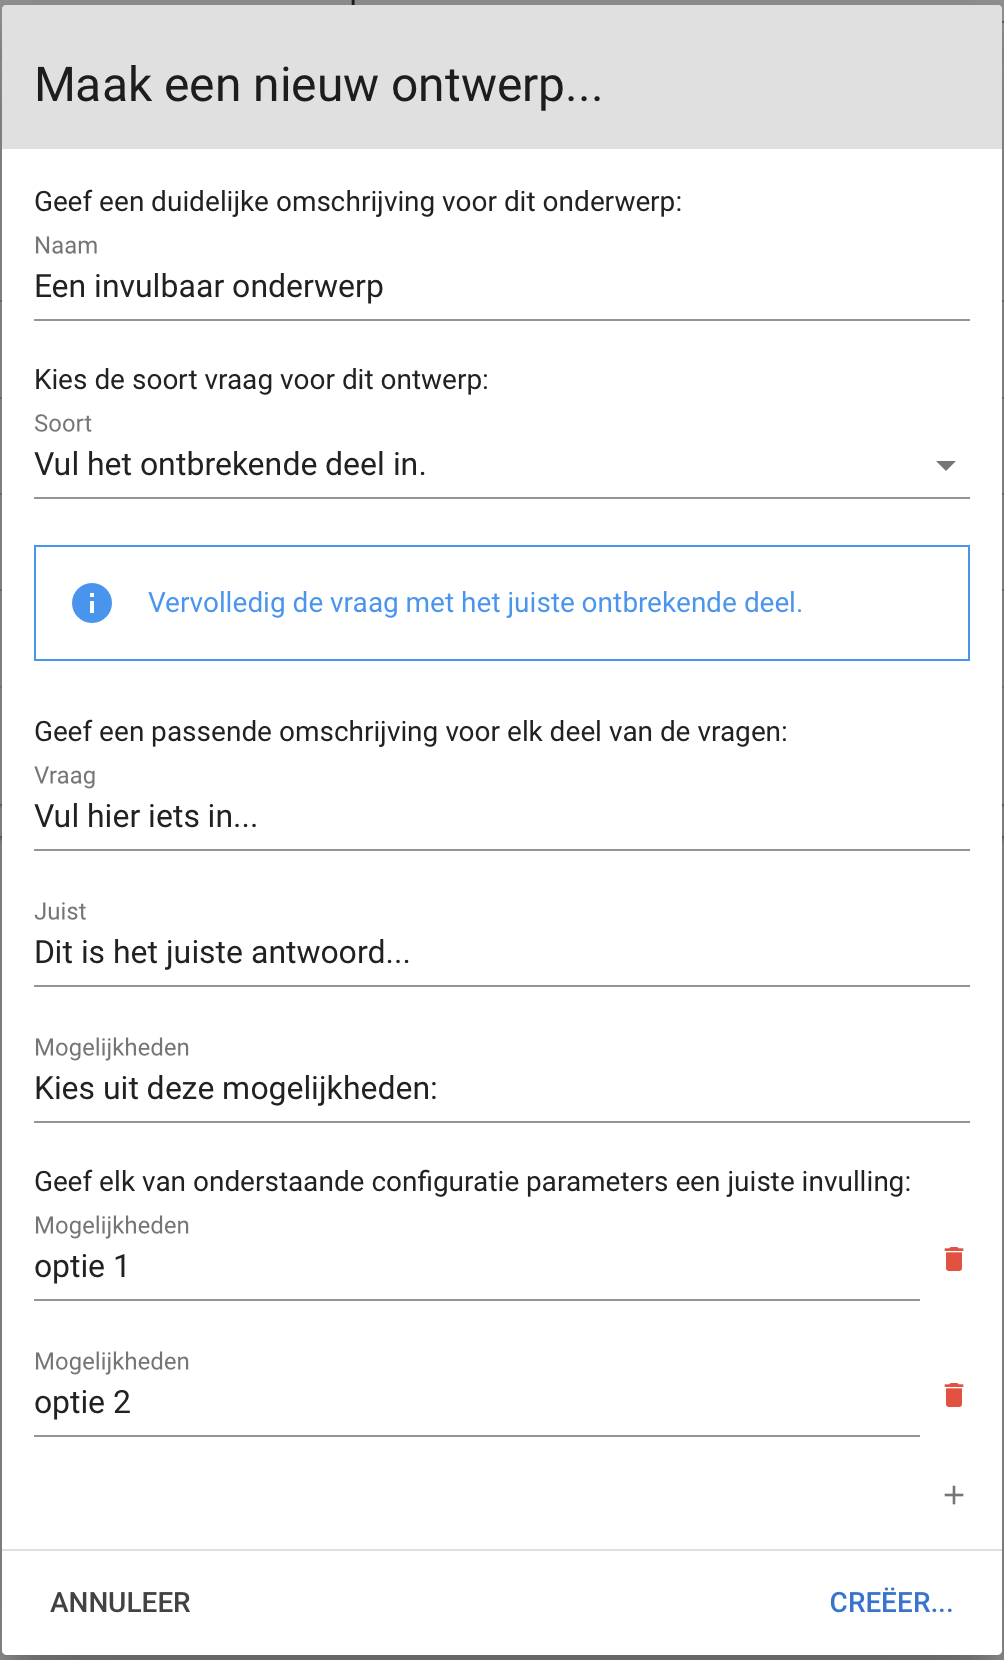 Maak een nieuw ontwerp...
Geef een duidelijke omschrijving voor dit onderwerp:
Naam
Een invulbaar onderwerp
Kies de soort vraag voor dit ontwerp:
Soort
Vul het ontbrekende deel in.
Vervolledig de vraag met het juiste ontbrekende deel.
Geef een passende omschrijving voor elk deel van de vragen:
Vraag
Vul hier iets in...
Juist
Dit is het juiste antwoord...
Mogelijkheden
Kies uit deze mogelijkheden:
Geef elk van onderstaande configuratie parameters een juiste invulling:
Mogelijkheden
optie 1
Mogelijkheden
optie 2
ANNULEER
CREËER...